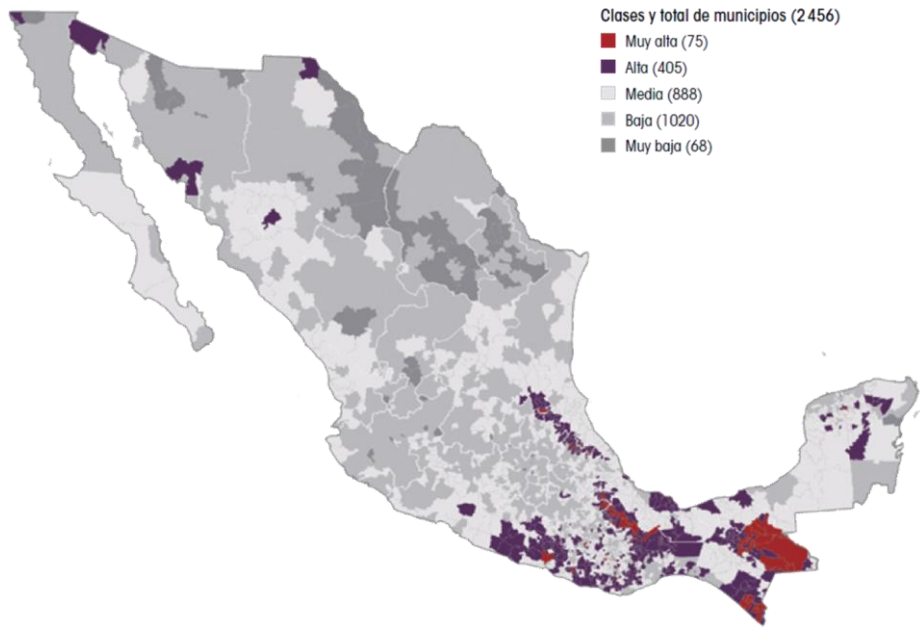 Clases y total de municipios (2 456)
Muy alta (75)
Alta (405)
Media (888)
Baja (1020)
Muy baja (68)